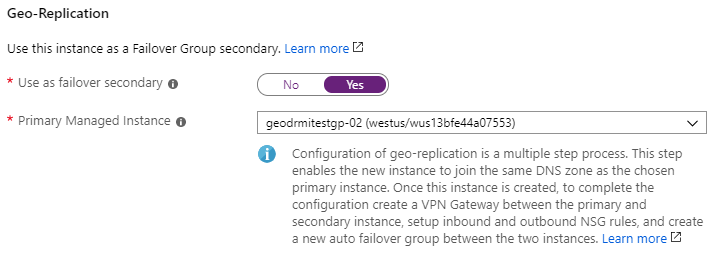 Geo-Replication
Use this instance as a Failover Group secondary. Learn more
* Use as failover secondary
No Yes
* Primary Managed Instance
geodrmitestgp-02 (westus/wus13bfe44a07553)
Configuration of geo-replication is a multiple step process. This step
enables the new instance to join the same DNS zone as the chosen
primary instance. Once this instance is created, to complete the
configuration create a VPN Gateway between the primary and
secondary instance, setup inbound and outbound NSG rules, and create
a new auto failover group between the two instances. Learn more